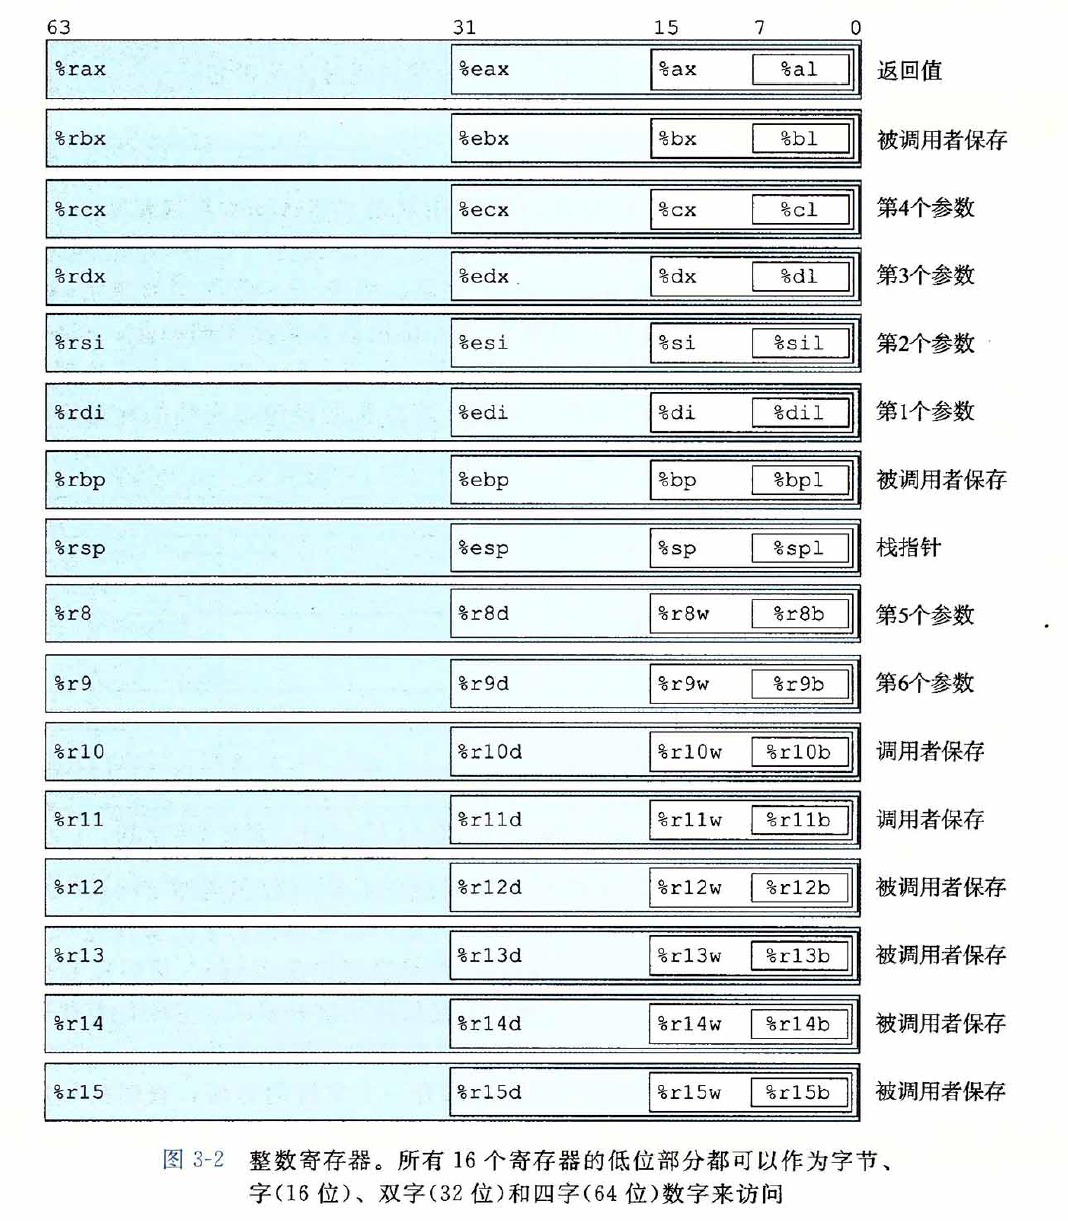 63 31 15 7 0
%rax %eax %ax %al 返回值
%rbx %ebx %bx %bl 被调用者保存
%rcx %ecx %cx %cl 第4个参数
%rdx %edx %dx %dl 第3个参数
%rsi %esi %si %sil 第2个参数
%rdi %edi %di %dil 第1个参数
%rbp %ebp %bp %bpl 被调用者保存
%rsp %esp %sp %spl 栈指针
%r8 %r8d %r8w %r8b 第5个参数
%r9 %r9d %r9w %r9b 第6个参数
%r10 %r10d %r10w %r10b 调用者保存
%r11 %r11d %r11w %r11b 调用者保存
%r12 %r12d %r12w %r12b 被调用者保存
%r13 %r13d %r13w %r13b 被调用者保存
%r14 %r14d %r14w %r14b 被调用者保存
%r15 %r15d %r15w %r15b 被调用者保存
图 3-2 整数寄存器。所有 16 个寄存器的低位部分都可以作为字节、
字(16 位)、双字(32 位)和四字(64 位)数字来访问